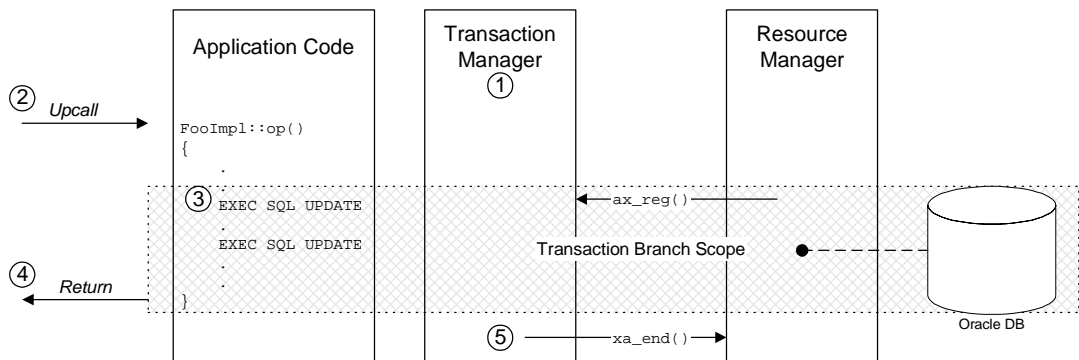 Application Code
Transaction
Manager
①
Resource
Manager
②
Upcall
FooImpl::op()
{
.
.
③
EXEC SQL UPDATE
ax_reg()
.
EXEC SQL UPDATE
Transaction Branch Scope
.
.
④
Return
}
Oracle DB
⑤
xa_end()